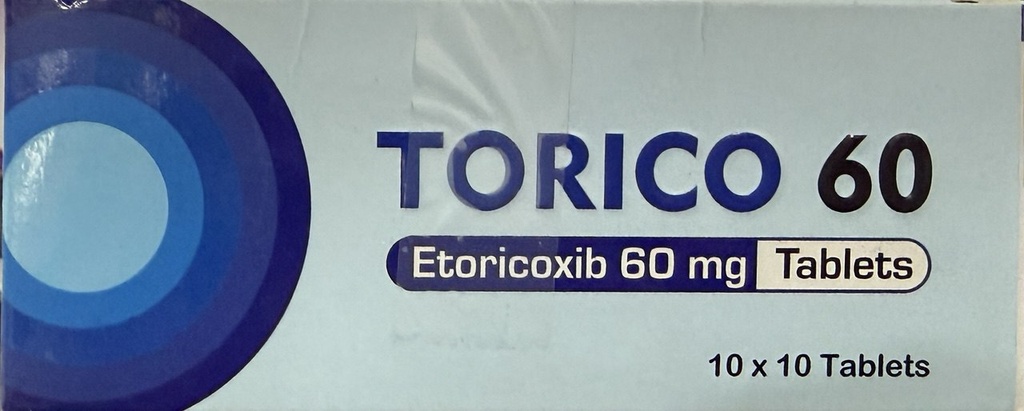 TORICO 60
Etoricoxib 60 mg Tablets
10 x 10 Tablets